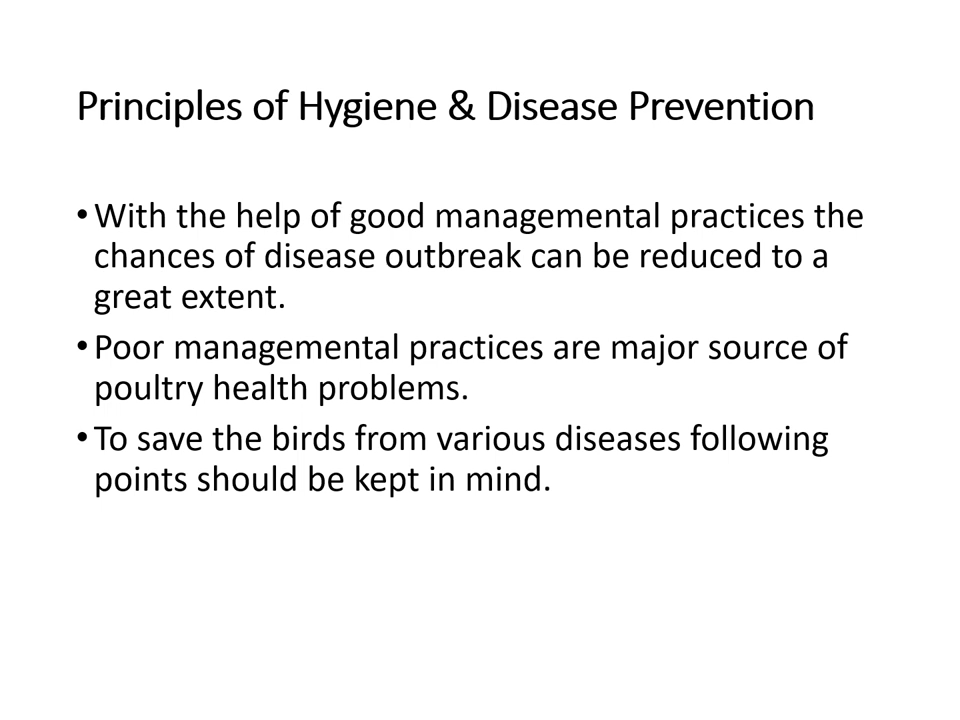 Principles of Hygiene & Disease Prevention
•With the help of good managemental practices the
chances of disease outbreak can be reduced to a
great extent.
•Poor managemental practices are major source of
poultry health problems.
•To save the birds from various diseases following
points should be kept in mind.